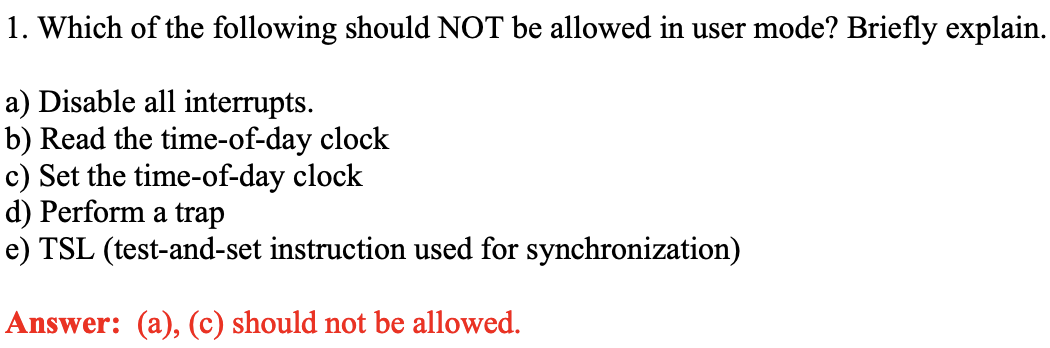 1. Which of the following should NOT be allowed in user mode? Briefly explain.
a) Disable all interrupts.
b) Read the time-of-day clock
c) Set the time-of-day clock
d) Perform a trap
e) TSL (test-and-set instruction used for synchronization)
Answer: (a), (c) should not be allowed.